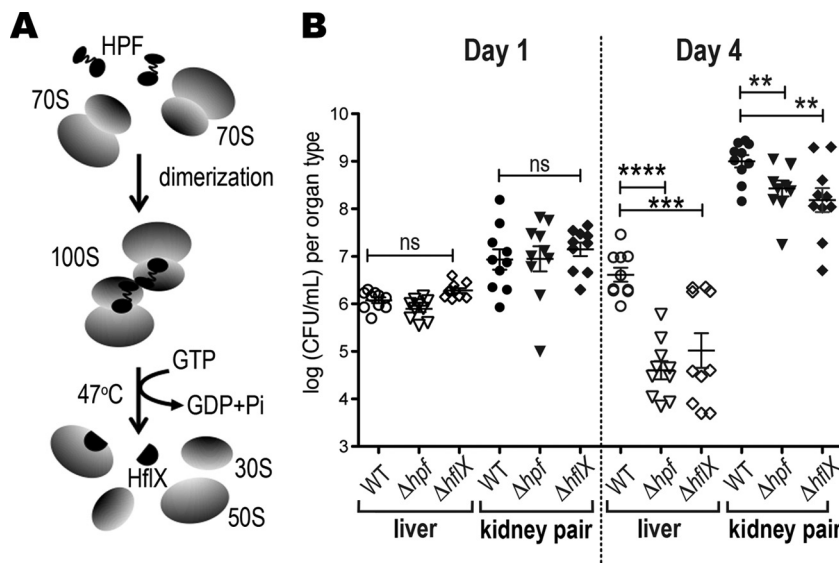 A
HPF
70S
70S
dimerization
100S
GTP
47°C
GDP+Pi
HflX
30S
50S
B
Day 1
Day 4
log (CFU/mL) per organ type
10
9
8
7
6
5
4
3
ns
ns
****
***
**
**
WT
Δhpf
ΔhflX
WT
Δhpf
ΔhflX
WT
Δhpf
ΔhflX
WT
Δhpf
ΔhflX
liver
kidney pair
liver
kidney pair